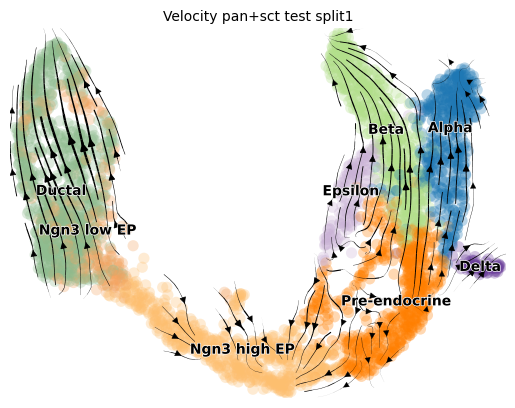 Velocity pan+sct test split1
Beta
Alpha
Ductal
Epsilon
Ngn3 low EP
Delta
Pre-endocrine
Ngn3 high EP